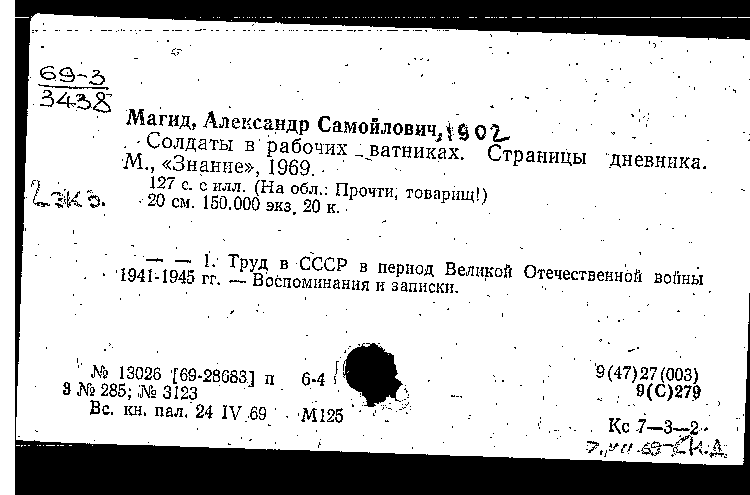 69-3
3438
Магид, Александр Самойлович, 1902
Солдаты в рабочих ватниках. Страницы дневника.
М., «Знание», 1969.
127 с. с илл. (На обл.: Прочти, товарищ!)
2 экз.
20 см. 150.000 экз. 20 к.
— — 1. Труд в СССР в период Великой Отечественной войны
1941-1945 гг. — Воспоминания и записки.
№ 13026 [69-28683] п 6-4 9(47)27(003)
З № 285; № 3123 9(С)279
Вс. кн. пал. 24 IV 69 М125
Кс 7—3—2